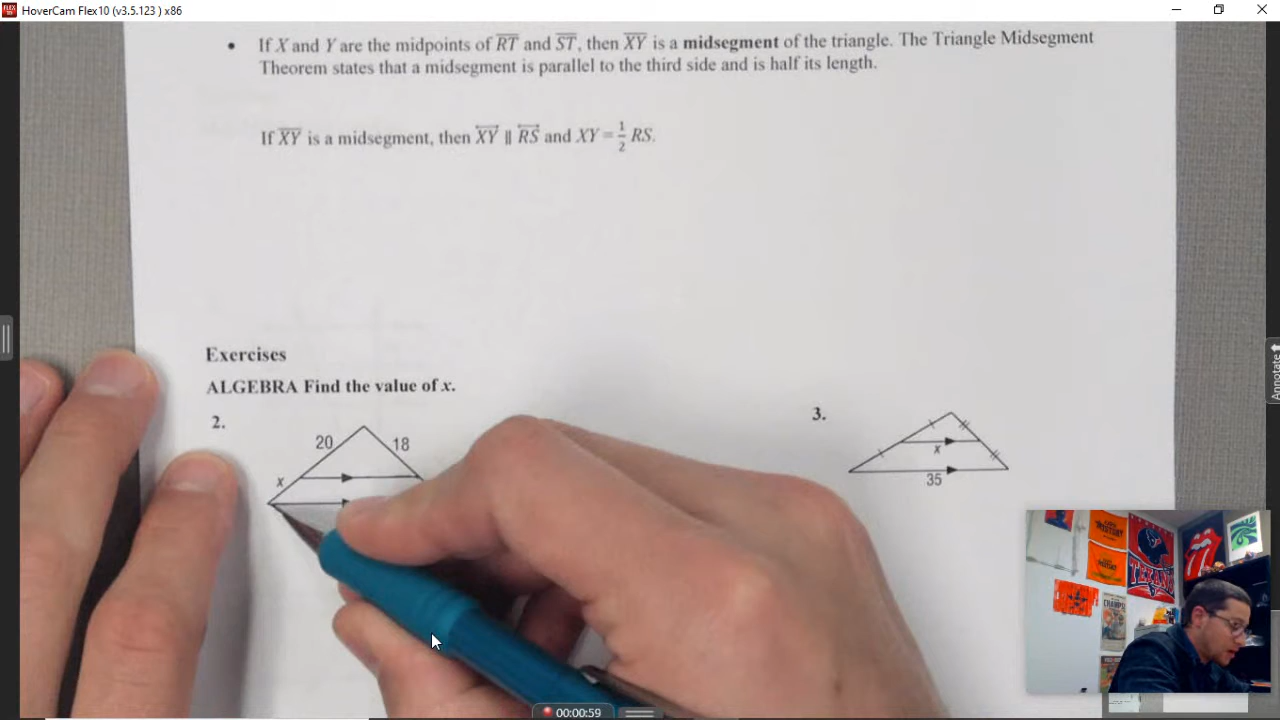 HoverCam Flex10 (v3.5.123 ) x86
• If X and Y are the midpoints of RT and ST, then XY is a midsegment of the triangle. The Triangle Midsegment
Theorem states that a midsegment is parallel to the third side and is half its length.
If XY is a midsegment, then XY ∥ RS and XY = 1/2 RS.
Exercises
ALGEBRA Find the value of x.
2.
20
18
x
3.
x
35
Annotate
TEXANS
00:00:59